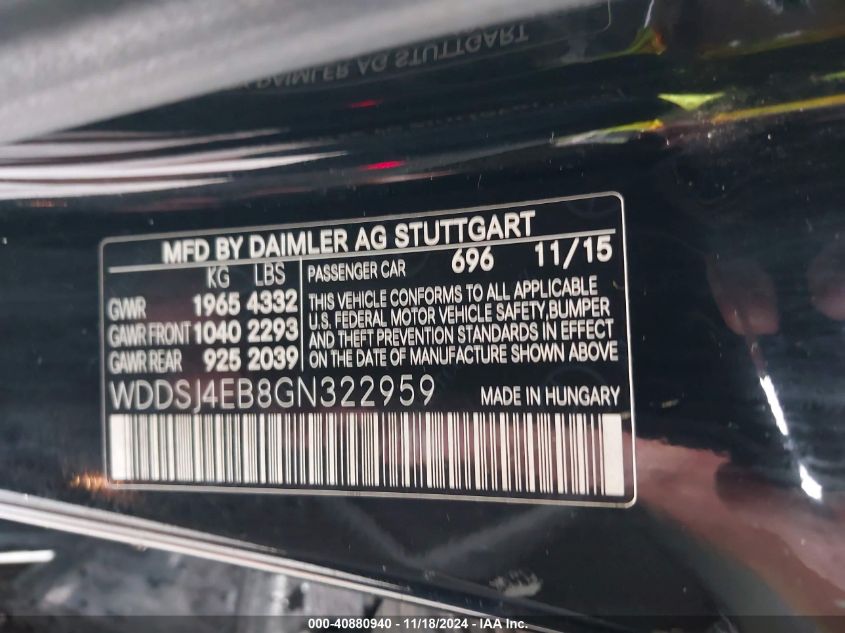 DAIMLER AG STUTTGART
MFD BY DAIMLER AG STUTTGART
KG LBS
GVWR 1965 4332
GAWR FRONT 1040 2293
GAWR REAR 925 2039
PASSENGER CAR 696 11/15
THIS VEHICLE CONFORMS TO ALL APPLICABLE
U.S. FEDERAL MOTOR VEHICLE SAFETY,BUMPER
AND THEFT PREVENTION STANDARDS IN EFFECT
ON THE DATE OF MANUFACTURE SHOWN ABOVE
WDDSJ4EB8GN322959 MADE IN HUNGARY
000-40880940 - 11/18/2024 - IAA Inc.